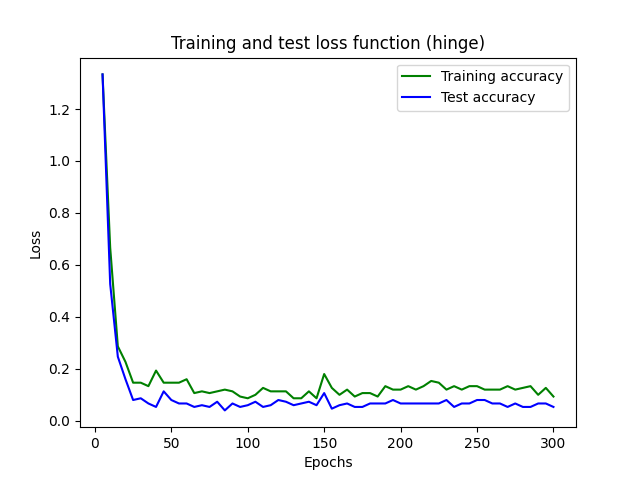 Training and test loss function (hinge)
Training accuracy
Test accuracy
1.2
1.0
0.8
0.6
0.4
0.2
0.0
Loss
0 50 100 150 200 250 300
Epochs